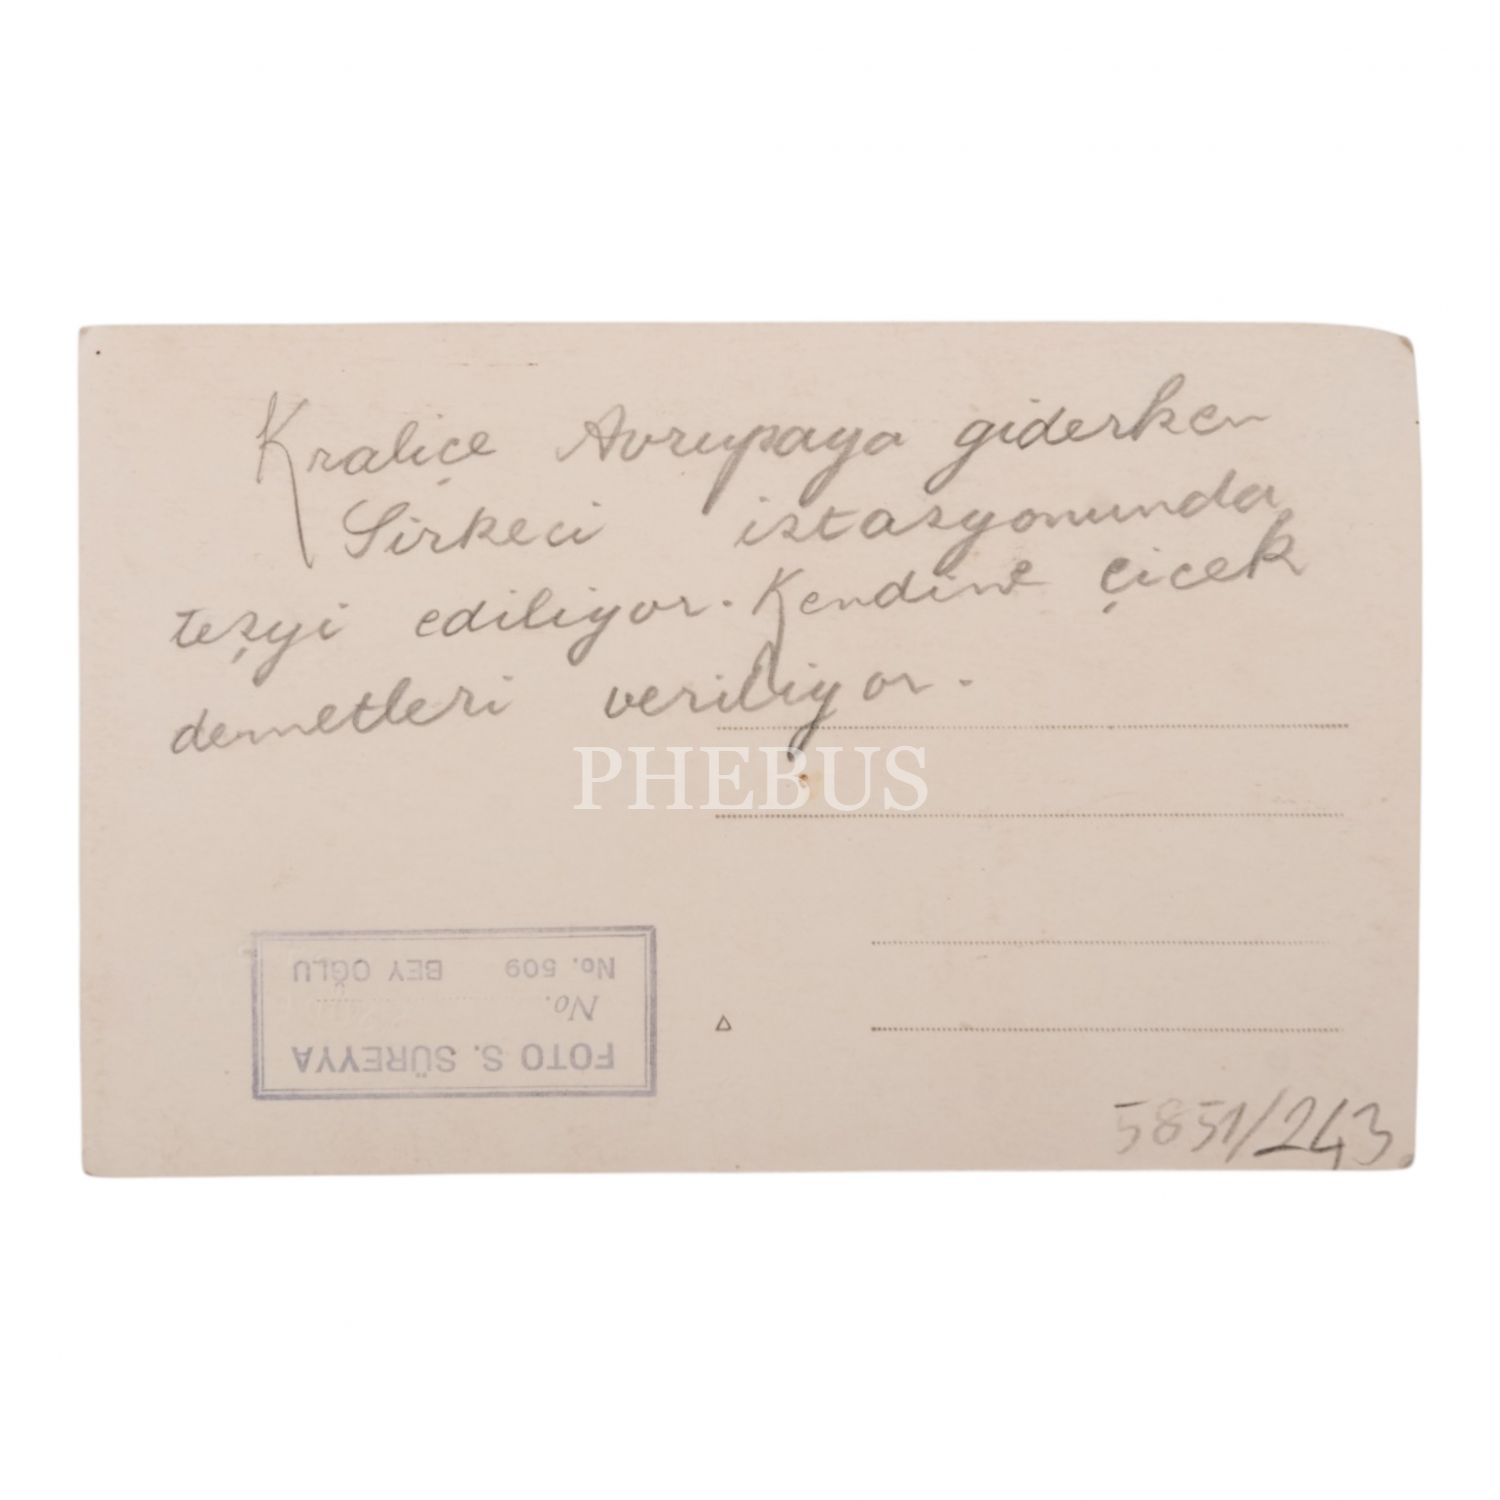 Kraliçe Avrupaya giderken
Sirkeci istasyonunda
teşyi ediliyor. Kendine çicek
demetleri veriliyor.
PHEBUS
FOTO S. SÜREYYA
No.
No. 509 BEY OĞLU
5851/243